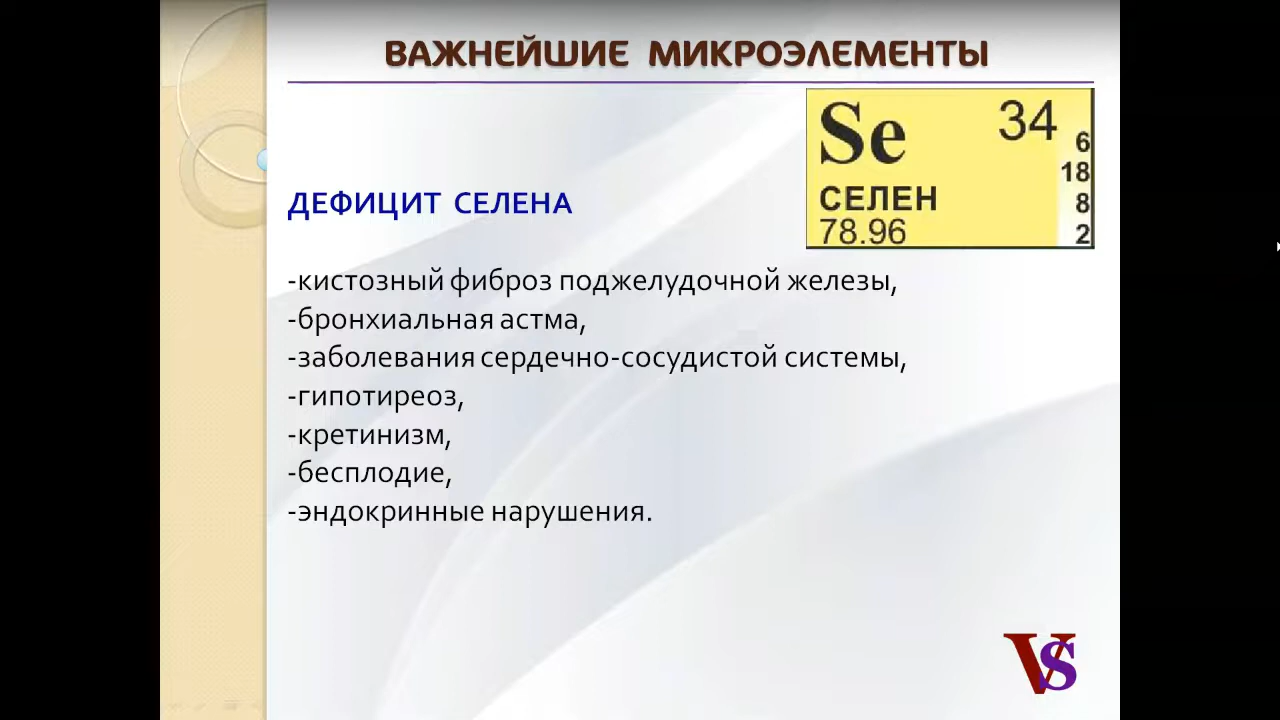 ВАЖНЕЙШИЕ МИКРОЭЛЕМЕНТЫ
Se 34
6
18
СЕЛЕН 8
78.96 2
ДЕФИЦИТ СЕЛЕНА
-кистозный фиброз поджелудочной железы,
-бронхиальная астма,
-заболевания сердечно-сосудистой системы,
-гипотиреоз,
-кретинизм,
-бесплодие,
-эндокринные нарушения.
VS